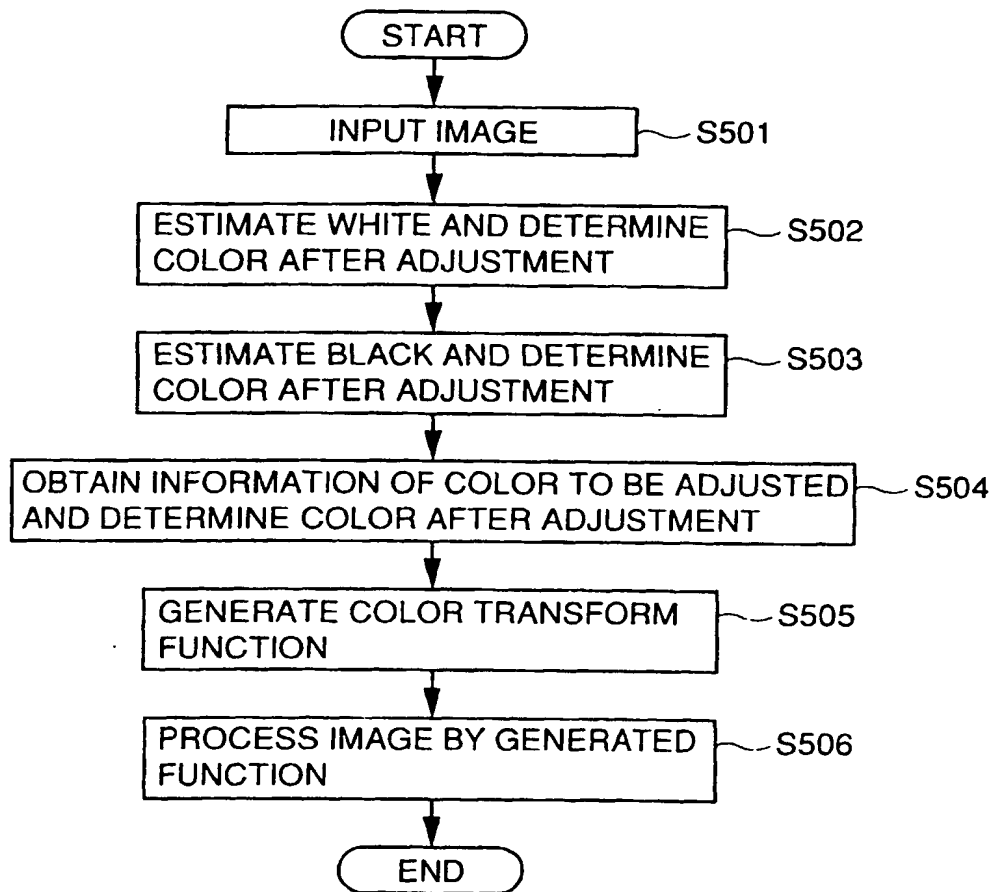 START
INPUT IMAGE
S501
ESTIMATE WHITE AND DETERMINE
COLOR AFTER ADJUSTMENT
S502
ESTIMATE BLACK AND DETERMINE
COLOR AFTER ADJUSTMENT
S503
OBTAIN INFORMATION OF COLOR TO BE ADJUSTED
AND DETERMINE COLOR AFTER ADJUSTMENT
S504
GENERATE COLOR TRANSFORM
FUNCTION
S505
PROCESS IMAGE BY GENERATED
FUNCTION
S506
END